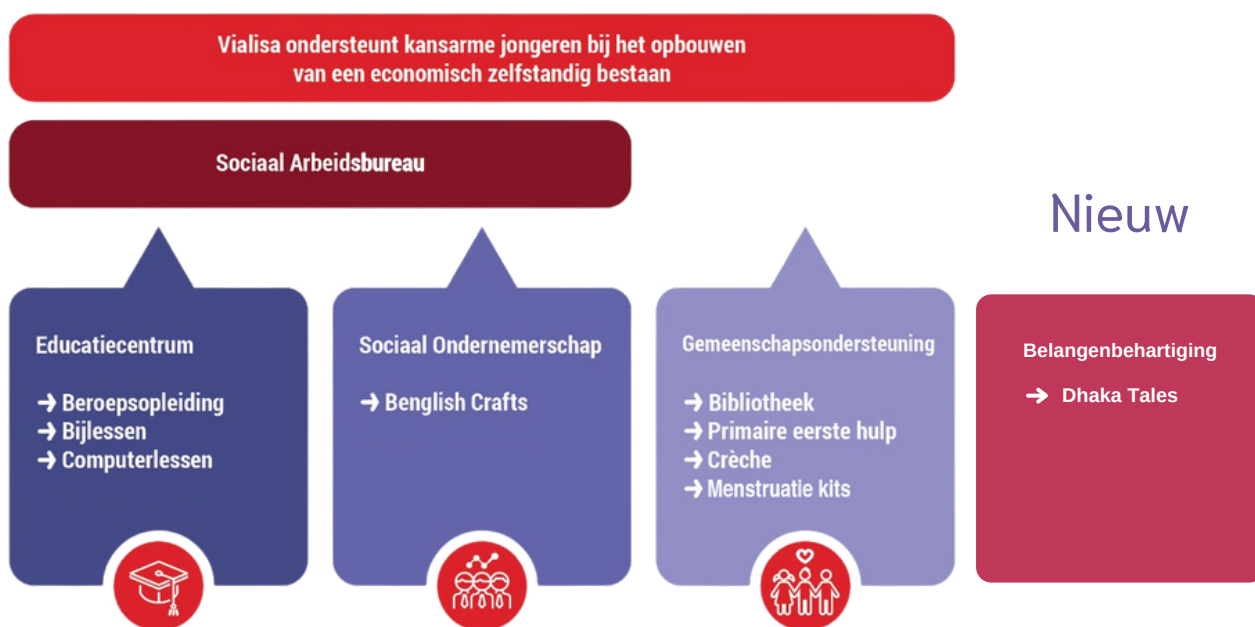 Vialisa ondersteunt kansarme jongeren bij het opbouwen
van een economisch zelfstandig bestaan
Sociaal Arbeidsbureau
Educatiecentrum
→ Beroepsopleiding
→ Bijlessen
→ Computerlessen
Sociaal Ondernemerschap
→ Benglish Crafts
Gemeenschapsondersteuning
→ Bibliotheek
→ Primaire eerste hulp
→ Crèche
→ Menstruatie kits
Nieuw
Belangenbehartiging
→ Dhaka Tales